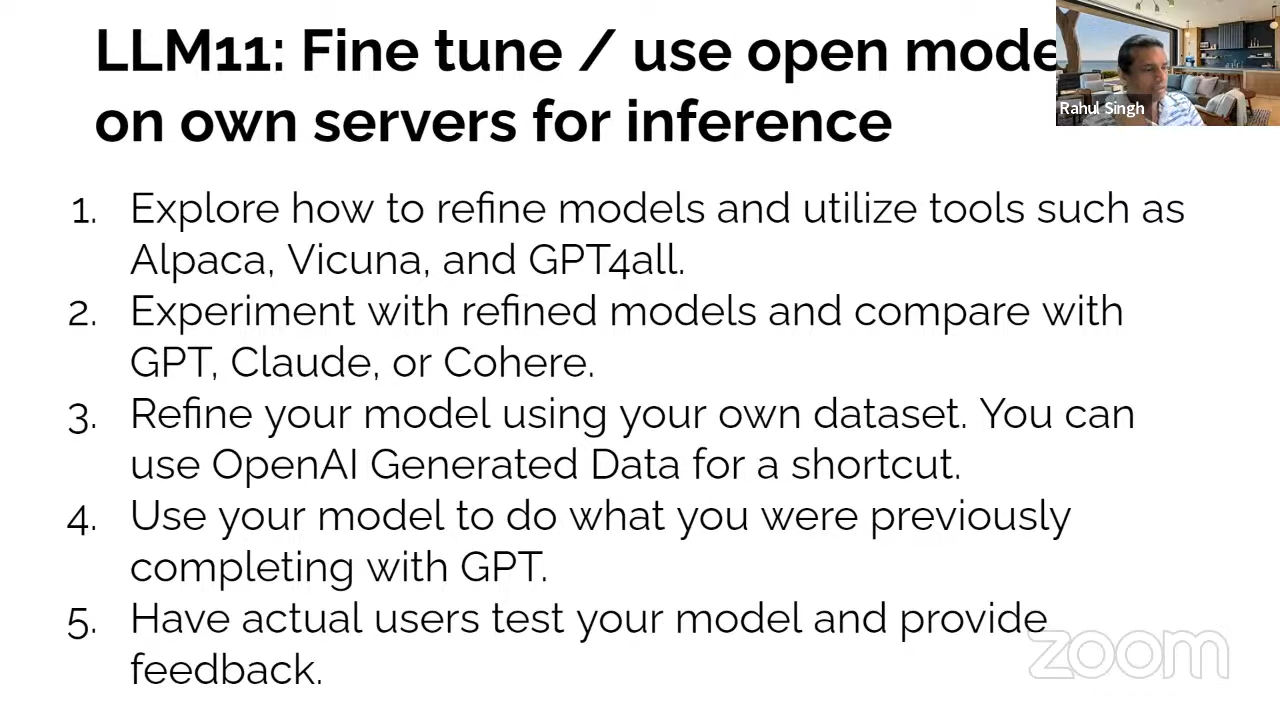 LLM11: Fine tune / use open mode
on own servers for inference
Rahul Singh
1. Explore how to refine models and utilize tools such as
Alpaca, Vicuna, and GPT4all.
2. Experiment with refined models and compare with
GPT, Claude, or Cohere.
3. Refine your model using your own dataset. You can
use OpenAI Generated Data for a shortcut.
4. Use your model to do what you were previously
completing with GPT.
5. Have actual users test your model and provide
feedback.
zoom